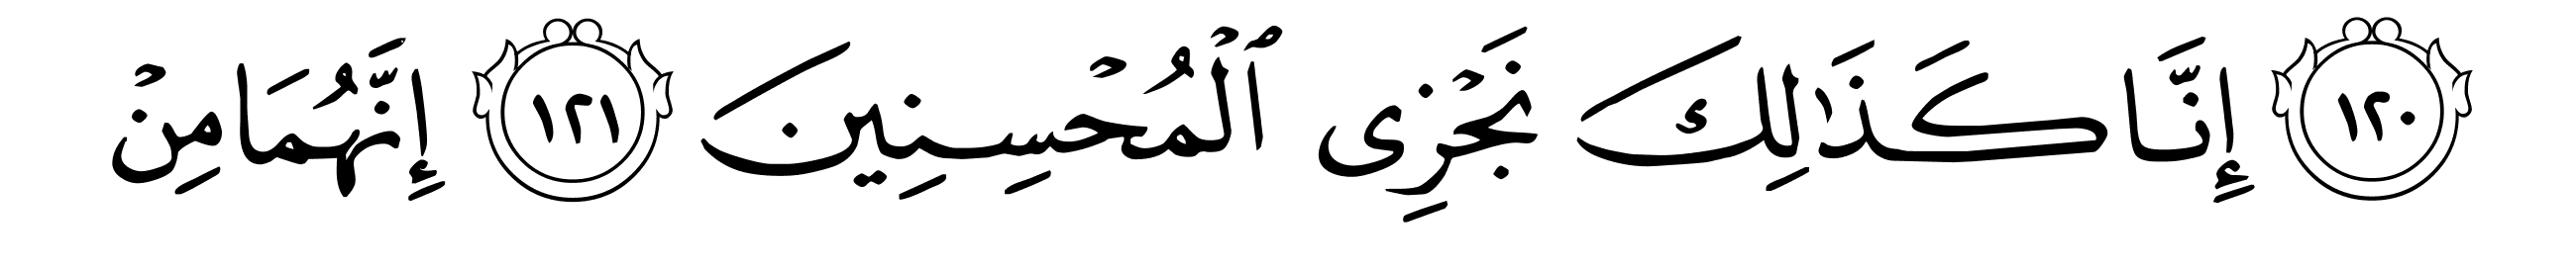 ١٢٠ إِنَّا كَذَٰلِكَ نَجْزِى ٱلْمُحْسِنِينَ ١٢١ إِنَّهُمَا مِنْ